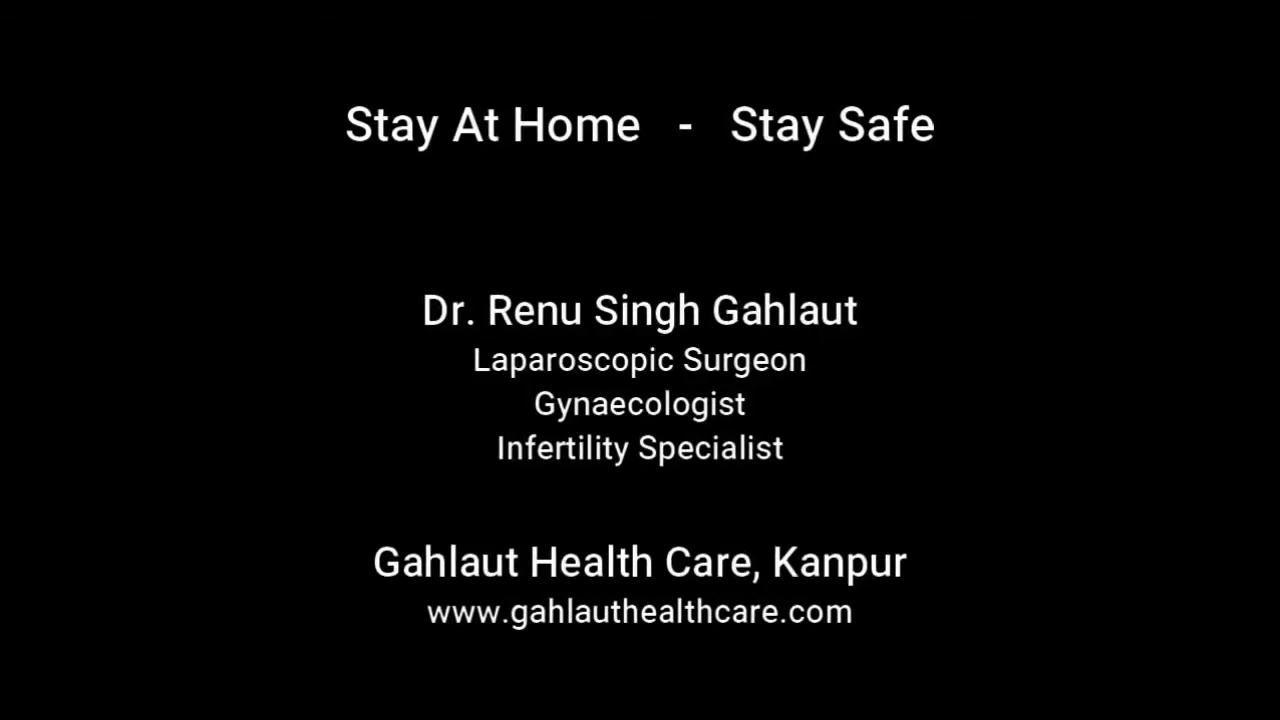 Stay At Home - Stay Safe
Dr. Renu Singh Gahlaut
Laparoscopic Surgeon
Gynaecologist
Infertility Specialist
Gahlaut Health Care, Kanpur
www.gahlauthealthcare.com